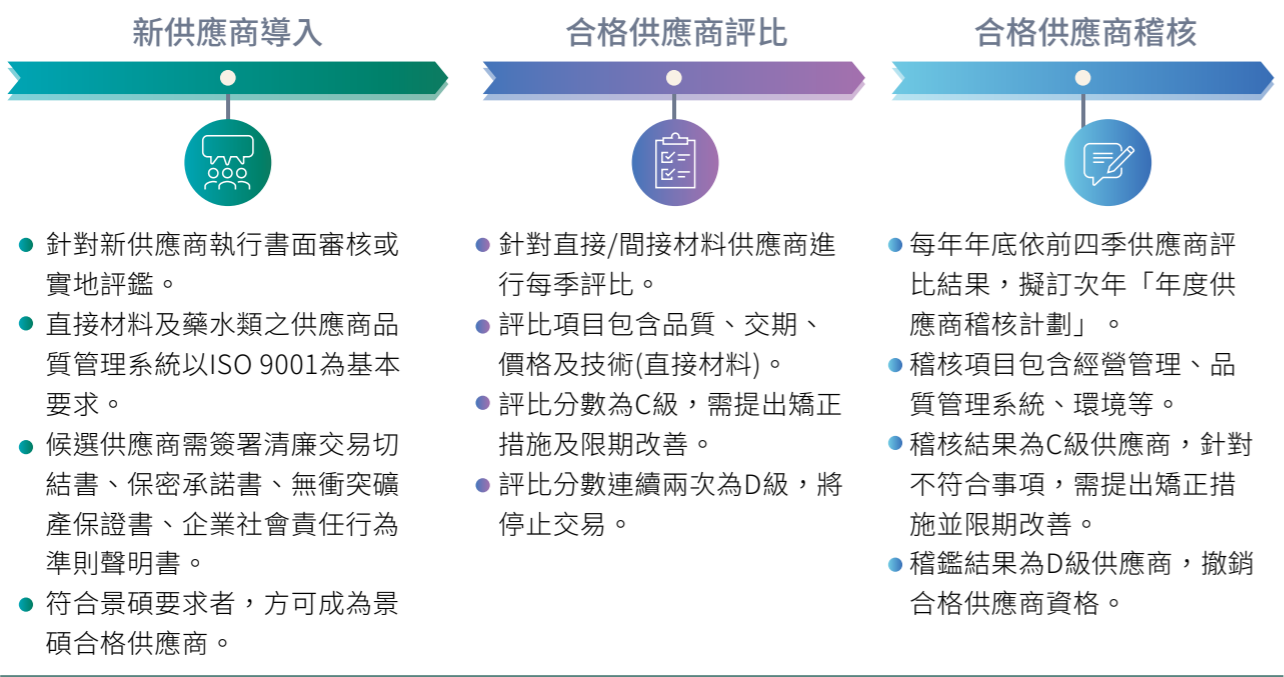 新供應商導入
針對新供應商執行書面審核或
實地評鑑。
直接材料及藥水類之供應商品
質管理系統以ISO 9001為基本
要求。
候選供應商需簽署清廉交易切
結書、保密承諾書、無衝突礦
產保證書、企業社會責任行為
準則聲明書。
符合景碩要求者，方可成為景
碩合格供應商。
合格供應商評比
針對直接/間接材料供應商進
行每季評比。
評比項目包含品質、交期、
價格及技術(直接材料)。
評比分數為C級，需提出矯正
措施及限期改善。
評比分數連續兩次為D級，將
停止交易。
合格供應商稽核
每年年底依前四季供應商評
比結果，擬訂次年「年度供
應商稽核計劃」。
稽核項目包含經營管理、品
質管理系統、環境等。
稽核結果為C級供應商，針對
不符合事項，需提出矯正措
施並限期改善。
稽鑑結果為D級供應商，撤銷
合格供應商資格。